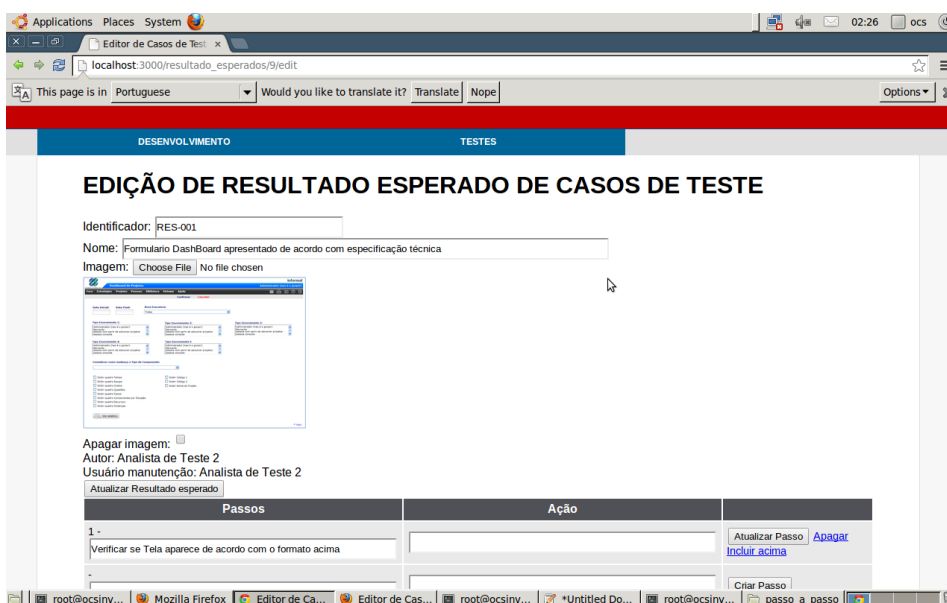 Applications Places System 02:26 ocs
Editor de Casos de Test ×
localhost:3000/resultado_esperados/9/edit
This page is in Portuguese Would you like to translate it? Translate Nope Options
DESENVOLVIMENTO TESTES
EDIÇÃO DE RESULTADO ESPERADO DE CASOS DE TESTE
Identificador: RES-001
Nome: Formulario DashBoard apresentado de acordo com especificação técnica
Imagem: Choose File No file chosen
Apagar imagem:
Autor: Analista de Teste 2
Usuário manutenção: Analista de Teste 2
Atualizar Resultado esperado
Passos Ação
1 -
Verificar se Tela aparece de acordo com o formato acima
Atualizar Passo Apagar
Incluir acima
-
Criar Passo
root@ocsinv... Mozilla Firefox Editor de Ca... Editor de Cas... root@ocsinv... *Untitled Do... root@ocsinv... passo_a_passo